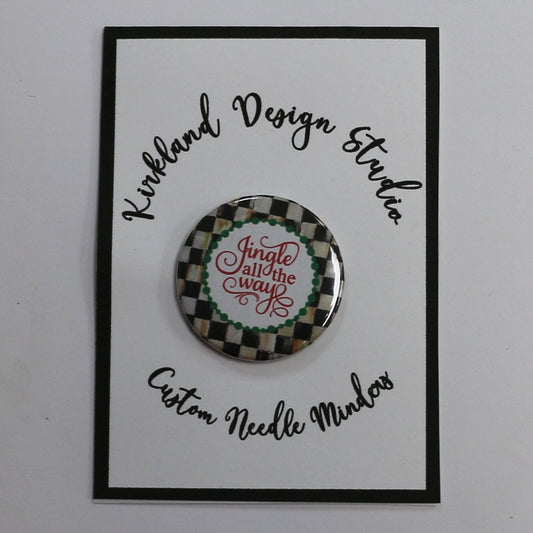 Kirkland Design Studio
Jingle
all the
way
Custom Needle Minders